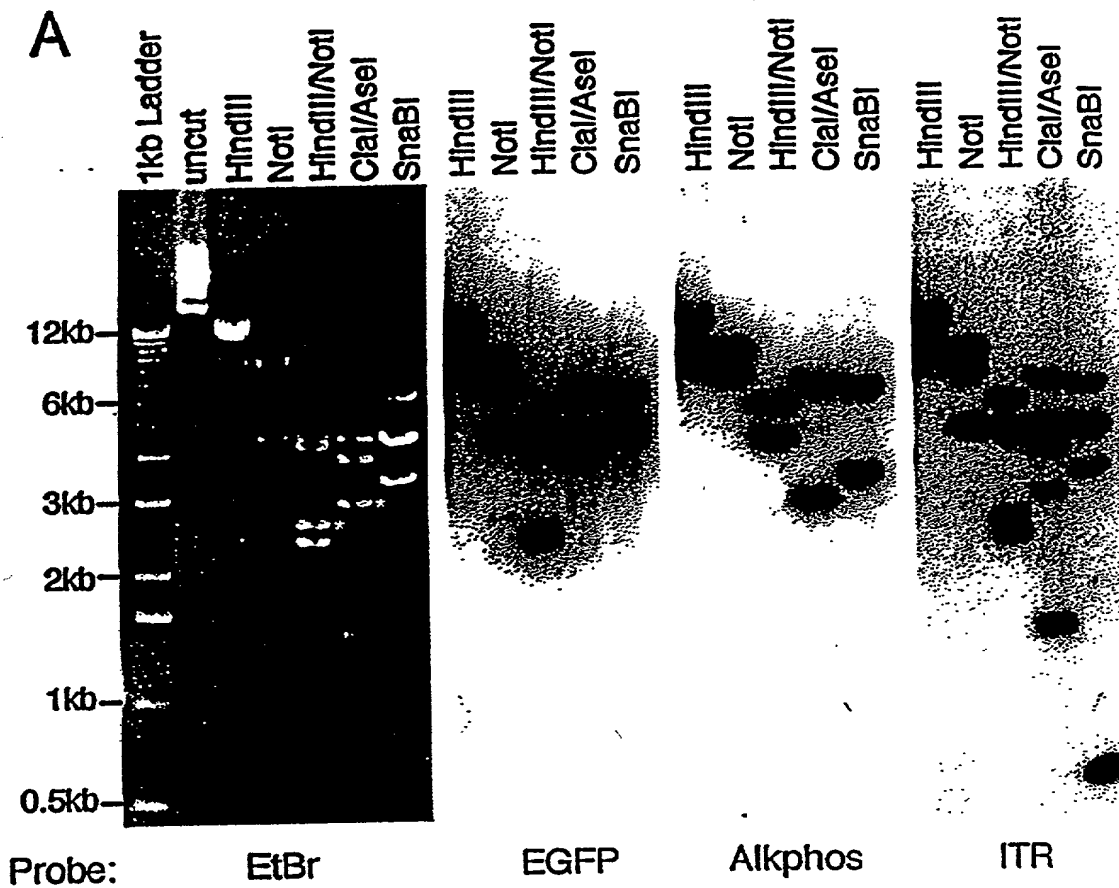 A
1kb Ladder
uncut
HindIII
NotI
HindIII/NotI
ClaI/AseI
SnaBI
HindIII
NotI
HindIII/NotI
ClaI/AseI
SnaBI
HindIII
NotI
HindIII/NotI
ClaI/AseI
SnaBI
HindIII
NotI
HindIII/NotI
ClaI/AseI
SnaBI
12kb
6kb
3kb
2kb
1kb
0.5kb
*
*
Probe: EtBr EGFP Alkphos ITR